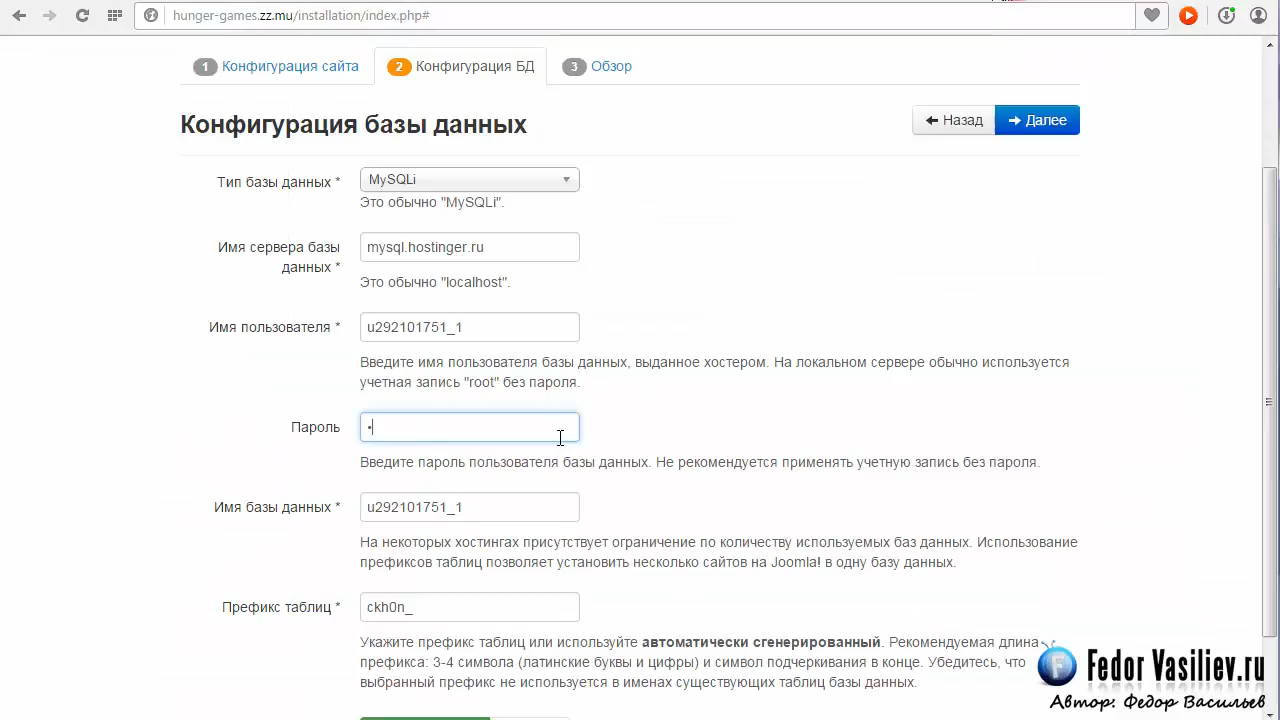 hunger-games.zz.mu/installation/index.php#
1 Конфигурация сайта 2 Конфигурация БД 3 Обзор
Конфигурация базы данных
Назад Далее
Тип базы данных * MySQLi
Это обычно "MySQLi".
Имя сервера базы данных * mysql.hostinger.ru
Это обычно "localhost".
Имя пользователя * u292101751_1
Введите имя пользователя базы данных, выданное хостером. На локальном сервере обычно используется
учетная запись "root" без пароля.
Пароль •
Введите пароль пользователя базы данных. Не рекомендуется применять учетную запись без пароля.
Имя базы данных * u292101751_1
На некоторых хостингах присутствует ограничение по количеству используемых баз данных. Использование
префиксов таблиц позволяет установить несколько сайтов на Joomla! в одну базу данных.
Префикс таблиц * ckh0n_
Укажите префикс таблиц или используйте автоматически сгенерированный. Рекомендуемая длина
префикса: 3-4 символа (латинские буквы и цифры) и символ подчеркивания в конце. Убедитесь, что
выбранный префикс не используется в именах существующих таблиц базы данных.
Fedor Vasiliev.ru
Автор: Федор Васильев